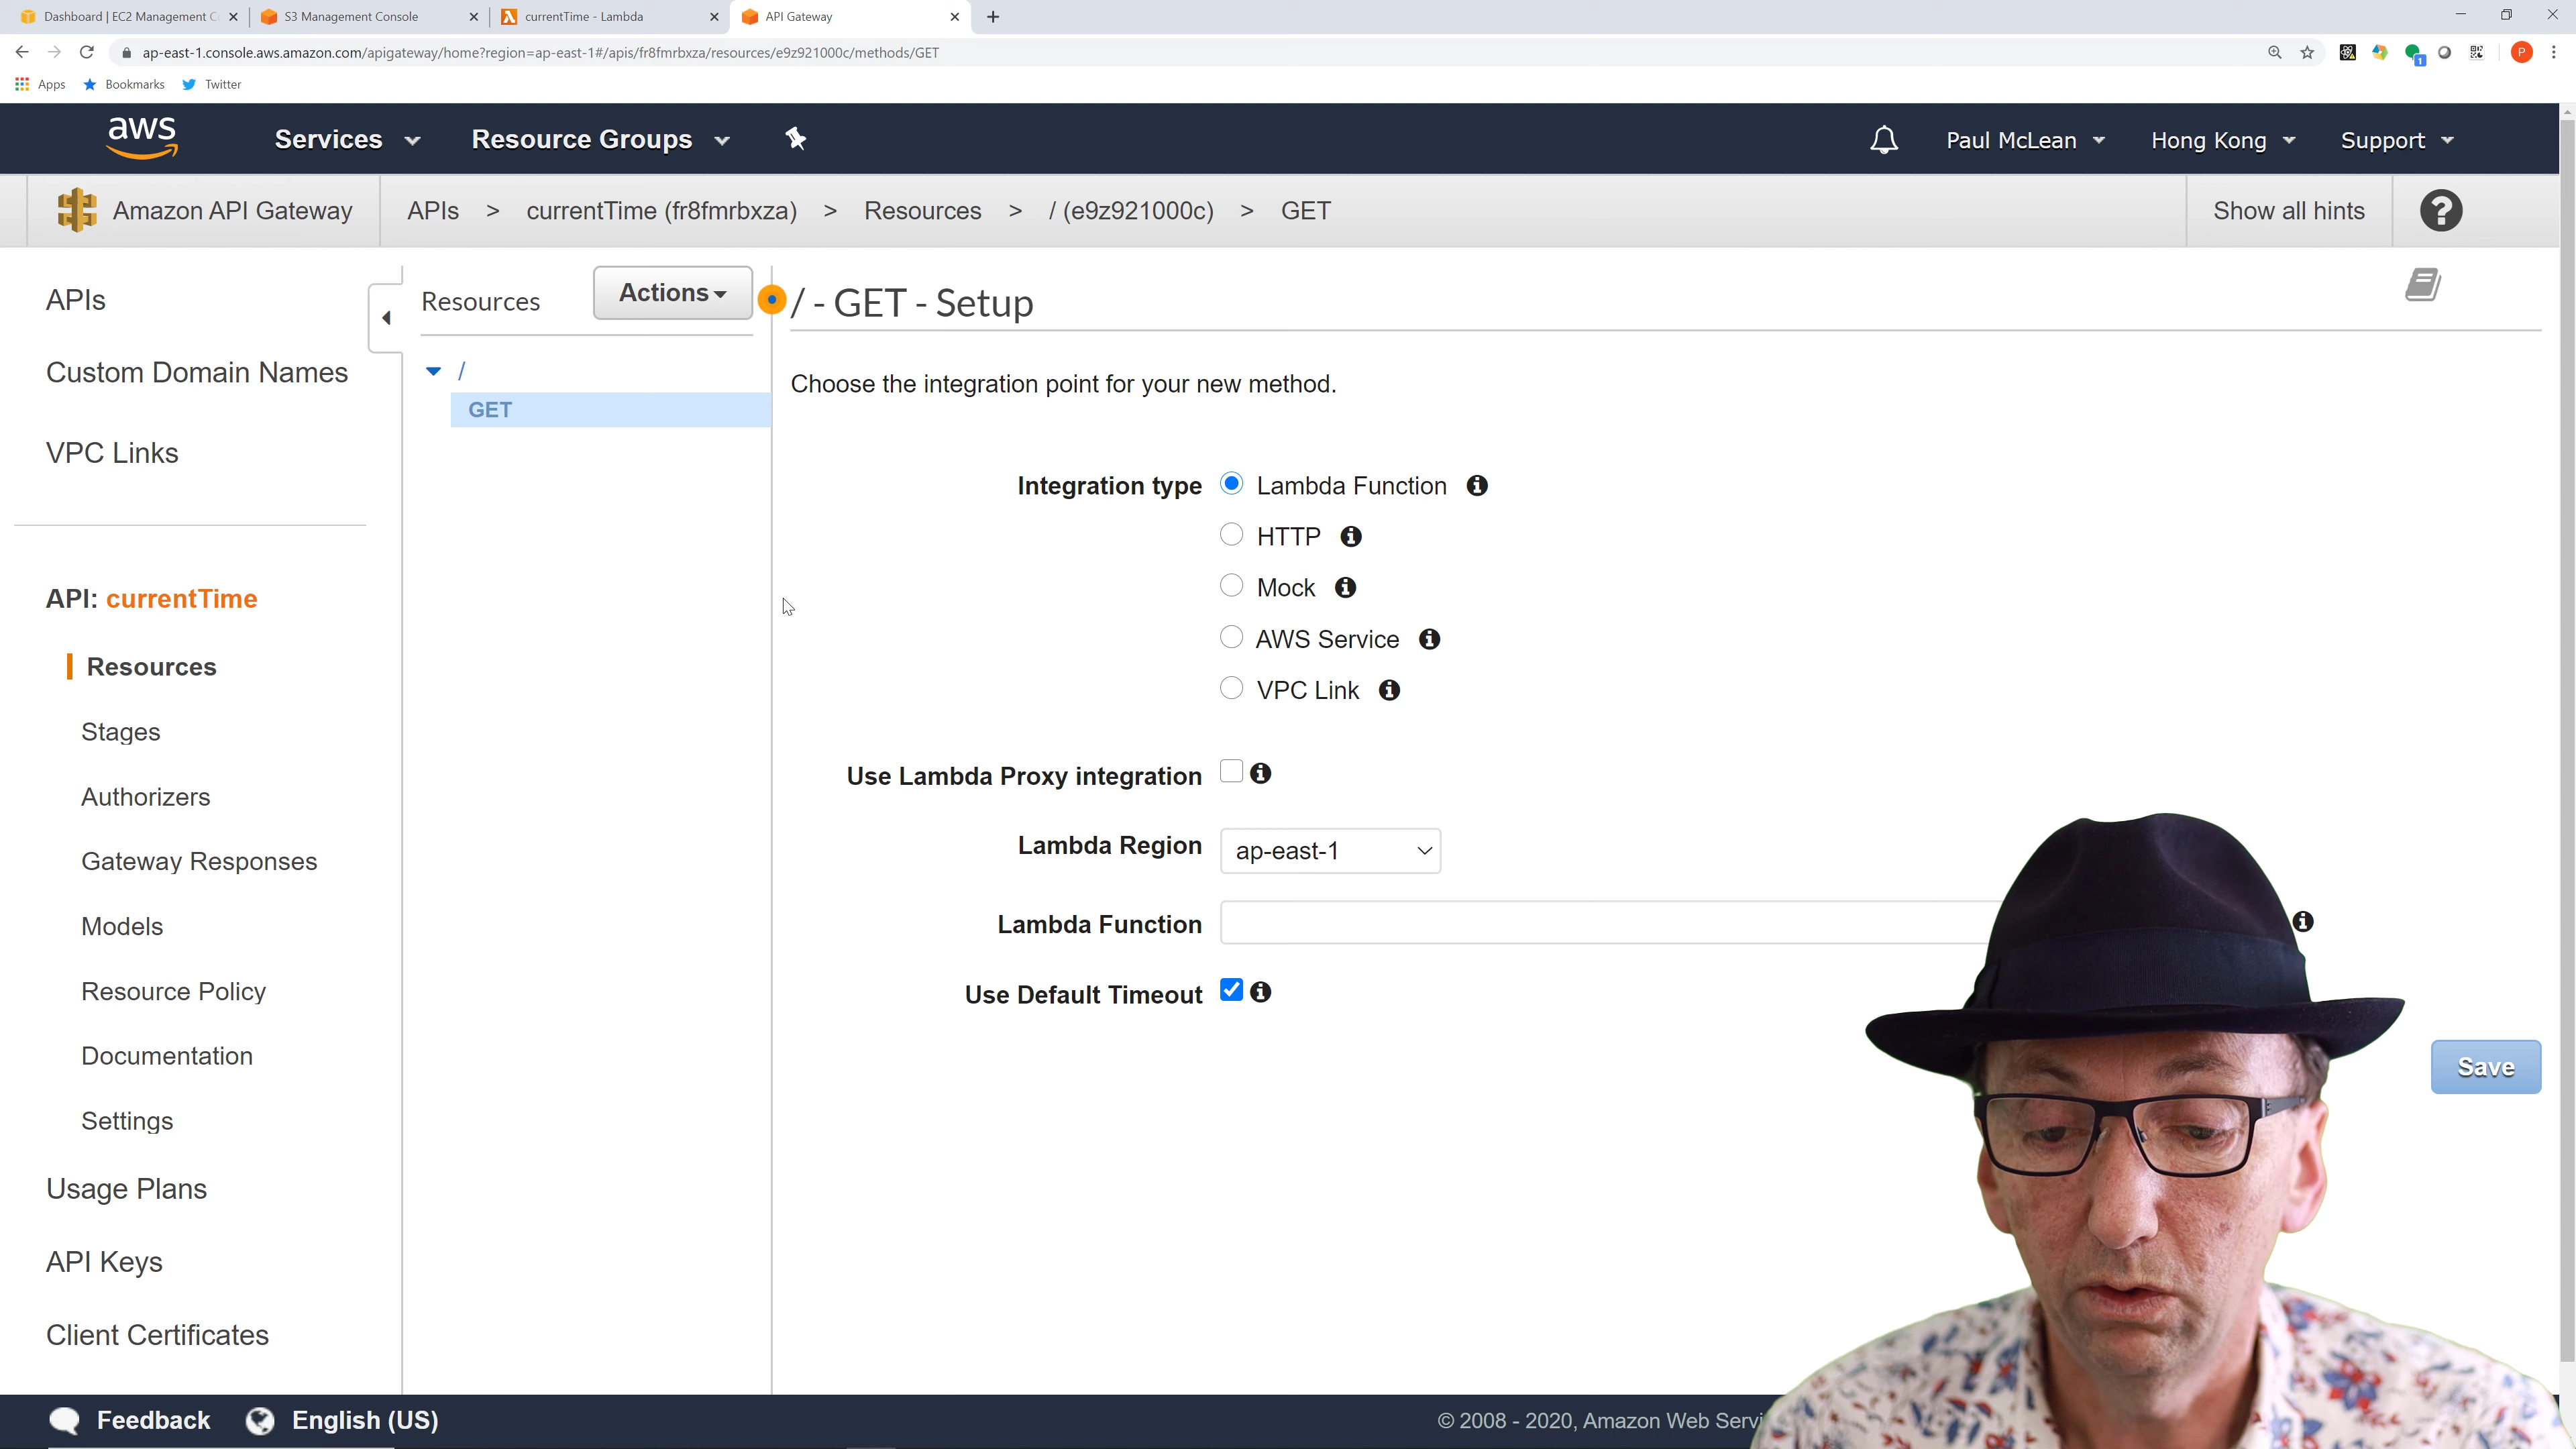 Dashboard | EC2 Management C
S3 Management Console
currentTime - Lambda
API Gateway
ap-east-1.console.aws.amazon.com/apigateway/home?region=ap-east-1#/apis/fr8fmrbxza/resources/e9z921000c/methods/GET
1
P
Apps
Bookmarks
Twitter
aws
Services
Resource Groups
Paul McLean
Hong Kong
Support
Amazon API Gateway
APIs > currentTime (fr8fmrbxza) > Resources > / (e9z921000c) > GET
Show all hints
?
APIs
Custom Domain Names
VPC Links
API: currentTime
Resources
Stages
Authorizers
Gateway Responses
Models
Resource Policy
Documentation
Settings
Usage Plans
API Keys
Client Certificates
Resources
Actions
/
GET
/ - GET - Setup
Choose the integration point for your new method.
Integration type
Lambda Function
HTTP
Mock
AWS Service
VPC Link
Use Lambda Proxy integration
Lambda Region
ap-east-1
Lambda Function
Use Default Timeout
Save
Feedback
English (US)
© 2008 - 2020, Amazon Web Servi